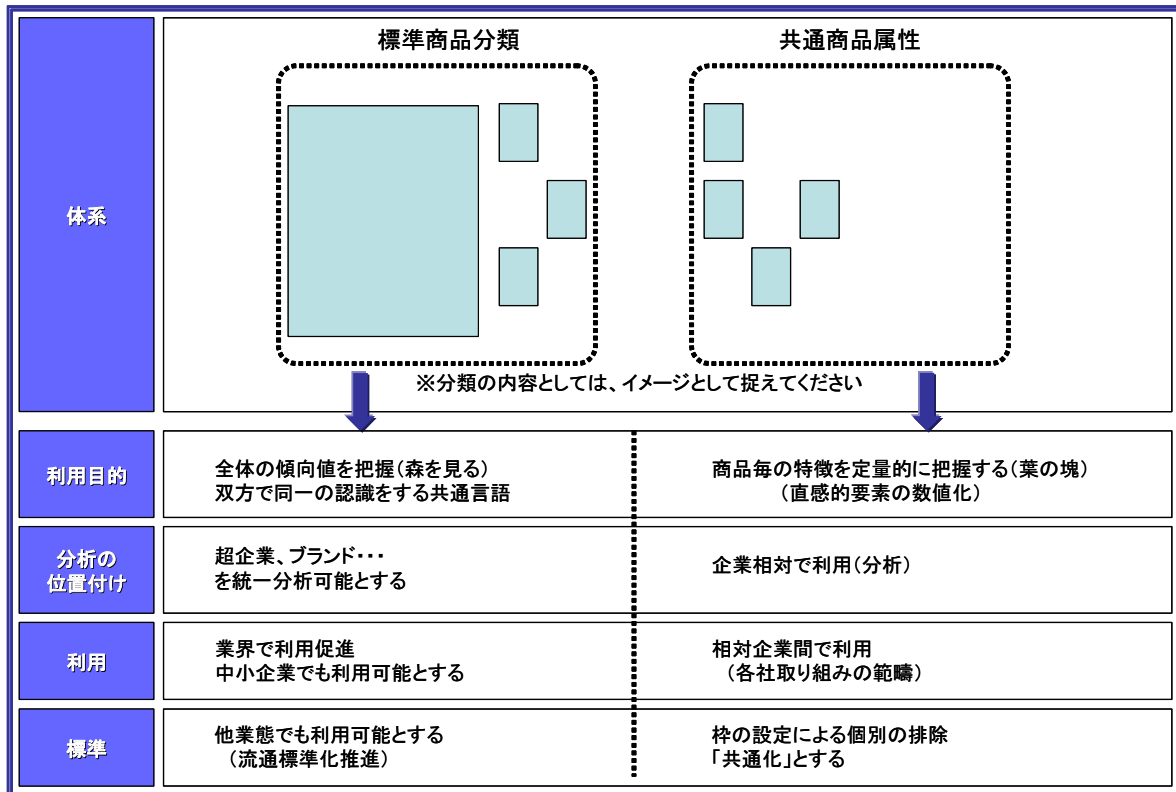 標準商品分類
共通商品属性
体系
※分類の内容としては、イメージとして捉えてください
利用目的
全体の傾向値を把握(森を見る)
双方で同一の認識をする共通言語
商品毎の特徴を定量的に把握する(葉の塊)
(直感的要素の数値化)
分析の
位置付け
超企業、ブランド・・・
を統一分析可能とする
企業相対で利用(分析)
利用
業界で利用促進
中小企業でも利用可能とする
相対企業間で利用
(各社取り組みの範疇)
標準
他業態でも利用可能とする
(流通標準化推進)
枠の設定による個別の排除
「共通化」とする